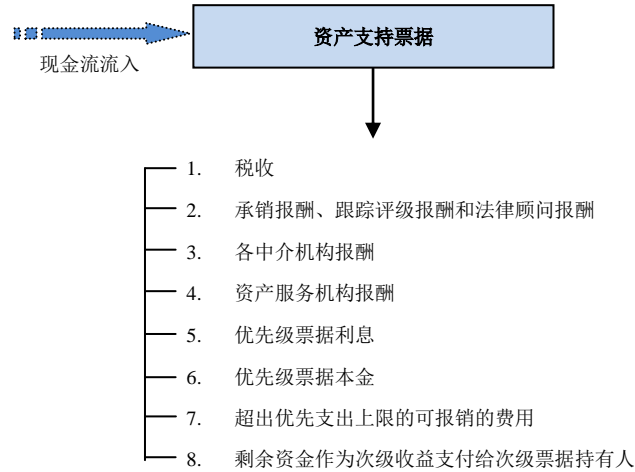 资产支持票据
现金流流入
1. 税收
2. 承销报酬、跟踪评级报酬和法律顾问报酬
3. 各中介机构报酬
4. 资产服务机构报酬
5. 优先级票据利息
6. 优先级票据本金
7. 超出优先支出上限的可报销的费用
8. 剩余资金作为次级收益支付给次级票据持有人